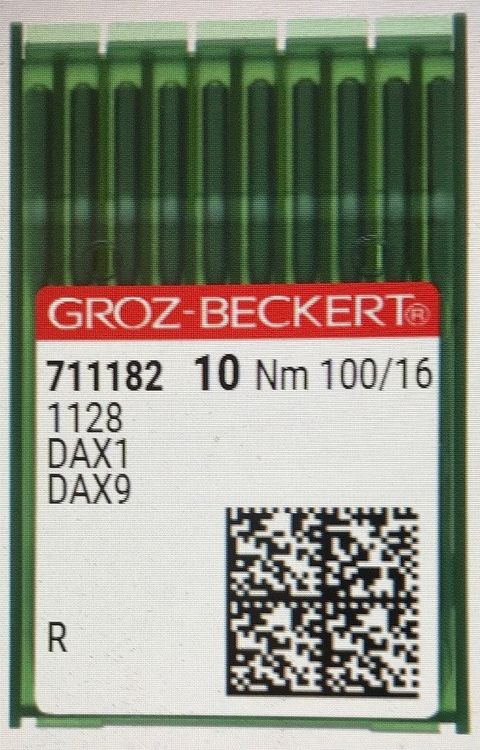 GROZ-BECKERT®
711182 10 Nm 100/16
1128
DAX1
DAX9
R